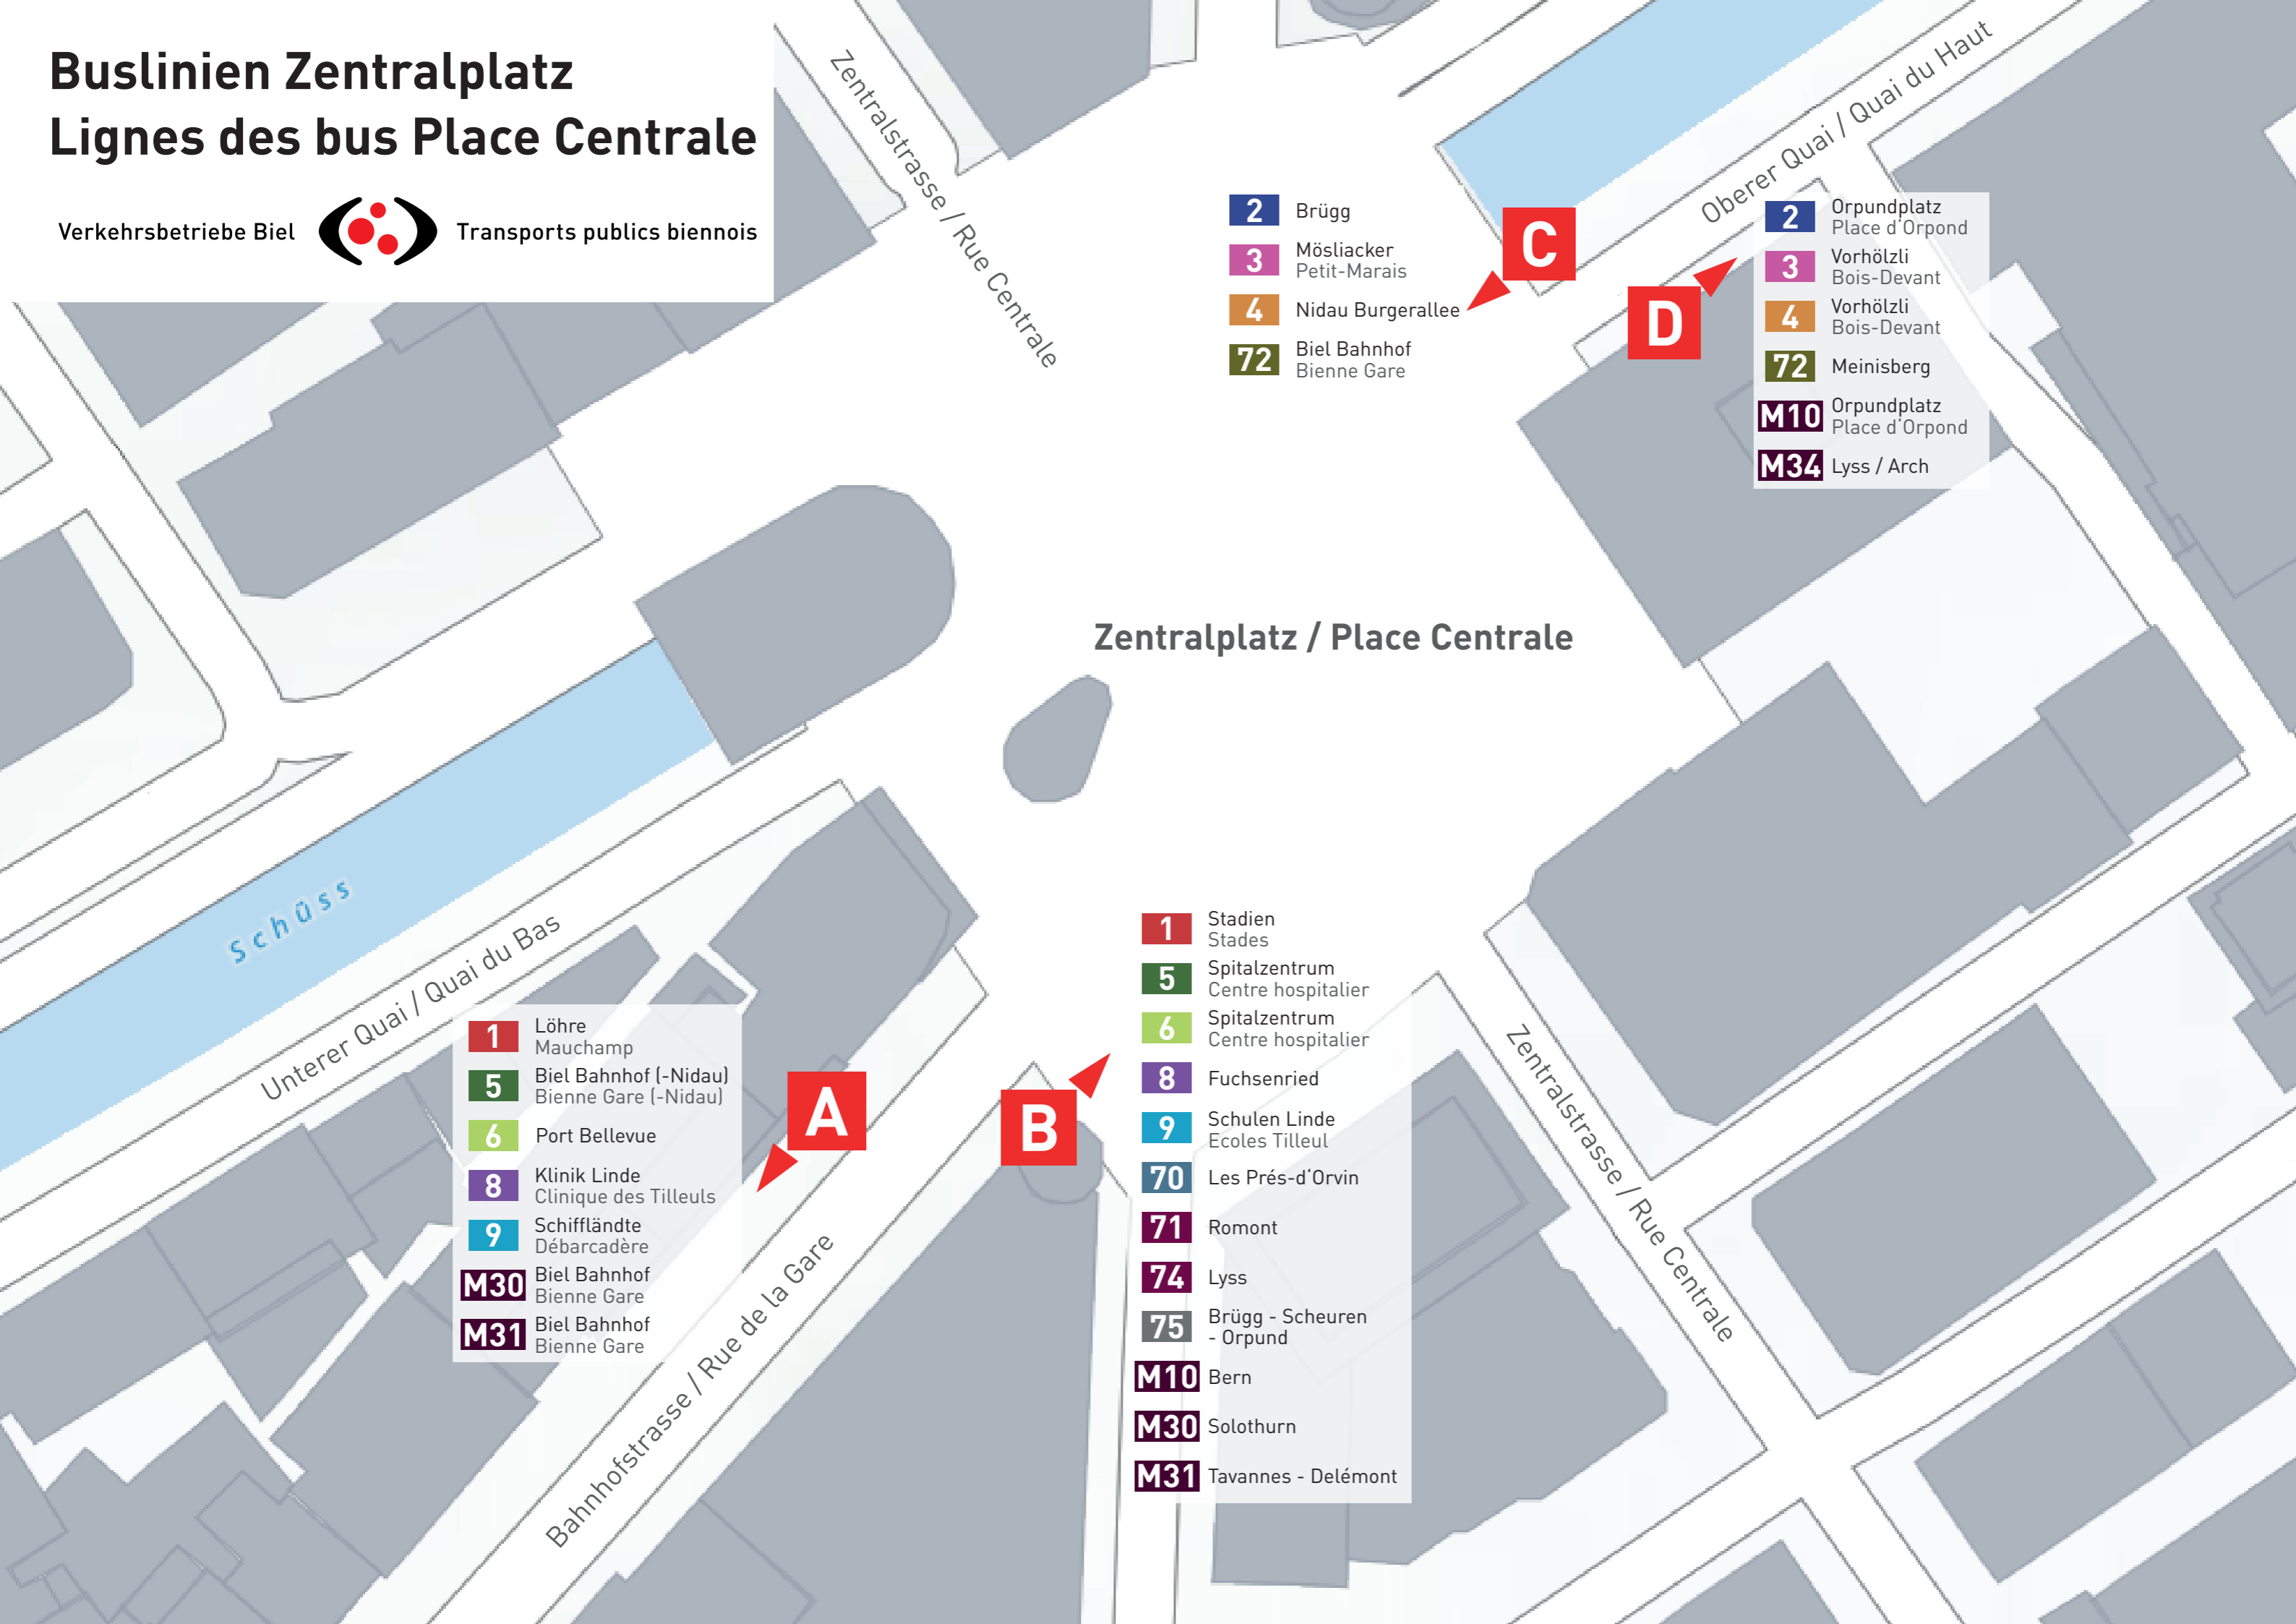 Buslinien Zentralplatz
Lignes des bus Place Centrale
Verkehrsbetriebe Biel
Transports publics biennois
Zentralstrasse / Rue Centrale
Oberer Quai / Quai du Haut
C
2 Brügg
3 Mösliacker
Petit-Marais
4 Nidau Burgerallee
72 Biel Bahnhof
Bienne Gare
D
2 Orpundplatz
Place d'Orpond
3 Vorhölzli
Bois-Devant
4 Vorhölzli
Bois-Devant
72 Meinisberg
M10 Orpundplatz
Place d'Orpond
M34 Lyss / Arch
Zentralplatz / Place Centrale
Schüss
Unterer Quai / Quai du Bas
A
1 Löhre
Mauchamp
5 Biel Bahnhof (-Nidau)
Bienne Gare (-Nidau)
6 Port Bellevue
8 Klinik Linde
Clinique des Tilleuls
9 Schiffländte
Débarcadère
M30 Biel Bahnhof
Bienne Gare
M31 Biel Bahnhof
Bienne Gare
Bahnhofstrasse / Rue de la Gare
B
1 Stadien
Stades
5 Spitalzentrum
Centre hospitalier
6 Spitalzentrum
Centre hospitalier
8 Fuchsenried
9 Schulen Linde
Ecoles Tilleul
70 Les Prés-d'Orvin
71 Romont
74 Lyss
75 Brügg - Scheuren
- Orpund
M10 Bern
M30 Solothurn
M31 Tavannes - Delémont
Zentralstrasse / Rue Centrale